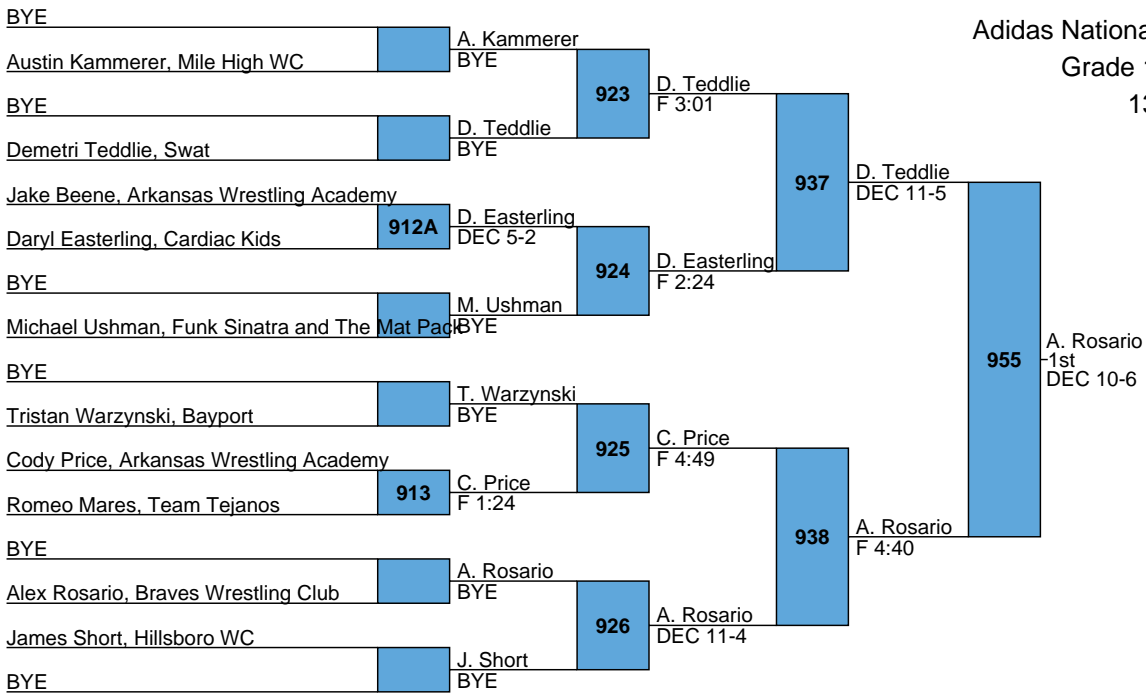 BYE
Austin Kammerer, Mile High WC
BYE
Demetri Teddlie, Swat
Jake Beene, Arkansas Wrestling Academy
Daryl Easterling, Cardiac Kids
BYE
Michael Ushman, Funk Sinatra and The Mat Pack
BYE
Tristan Warzynski, Bayport
Cody Price, Arkansas Wrestling Academy
Romeo Mares, Team Tejanos
BYE
Alex Rosario, Braves Wrestling Club
James Short, Hillsboro WC
BYE
912A
913
A. Kammerer
BYE
D. Teddlie
BYE
D. Easterling
DEC 5-2
M. Ushman
BYE
T. Warzynski
BYE
C. Price
F 1:24
A. Rosario
BYE
J. Short
BYE
923
924
925
926
D. Teddlie
F 3:01
D. Easterling
F 2:24
C. Price
F 4:49
A. Rosario
DEC 11-4
937
938
D. Teddlie
DEC 11-5
A. Rosario
F 4:40
955
A. Rosario
1st
DEC 10-6
Adidas Nationa
Grade 1
13